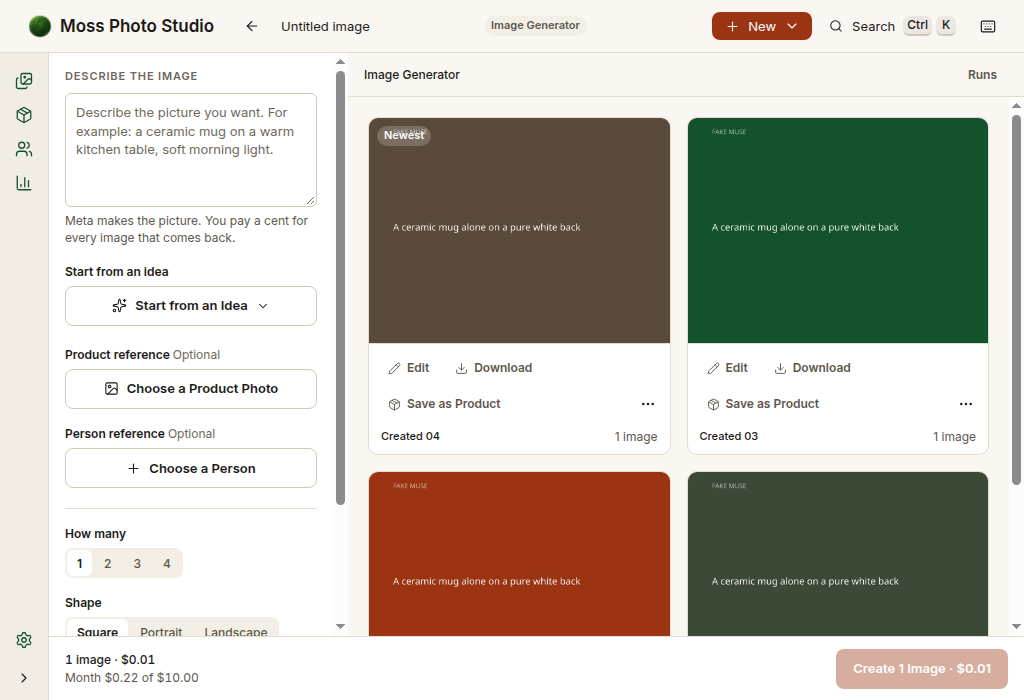 Moss Photo Studio
Untitled image
Image Generator
New
Search
Ctrl
K
DESCRIBE THE IMAGE
Describe the picture you want. For
example: a ceramic mug on a warm
kitchen table, soft morning light.
Meta makes the picture. You pay a cent for
every image that comes back.
Start from an idea
Start from an Idea
Product reference Optional
Choose a Product Photo
Person reference Optional
Choose a Person
How many
1 2 3 4
Shape
Square Portrait Landscape
1 image · $0.01
Month $0.22 of $10.00
Image Generator
Runs
Newest
A ceramic mug alone on a pure white back
Edit
Download
Save as Product
Created 04
1 image
FAKE MUSE
A ceramic mug alone on a pure white back
Edit
Download
Save as Product
Created 03
1 image
FAKE MUSE
A ceramic mug alone on a pure white back
FAKE MUSE
A ceramic mug alone on a pure white back
Create 1 Image · $0.01